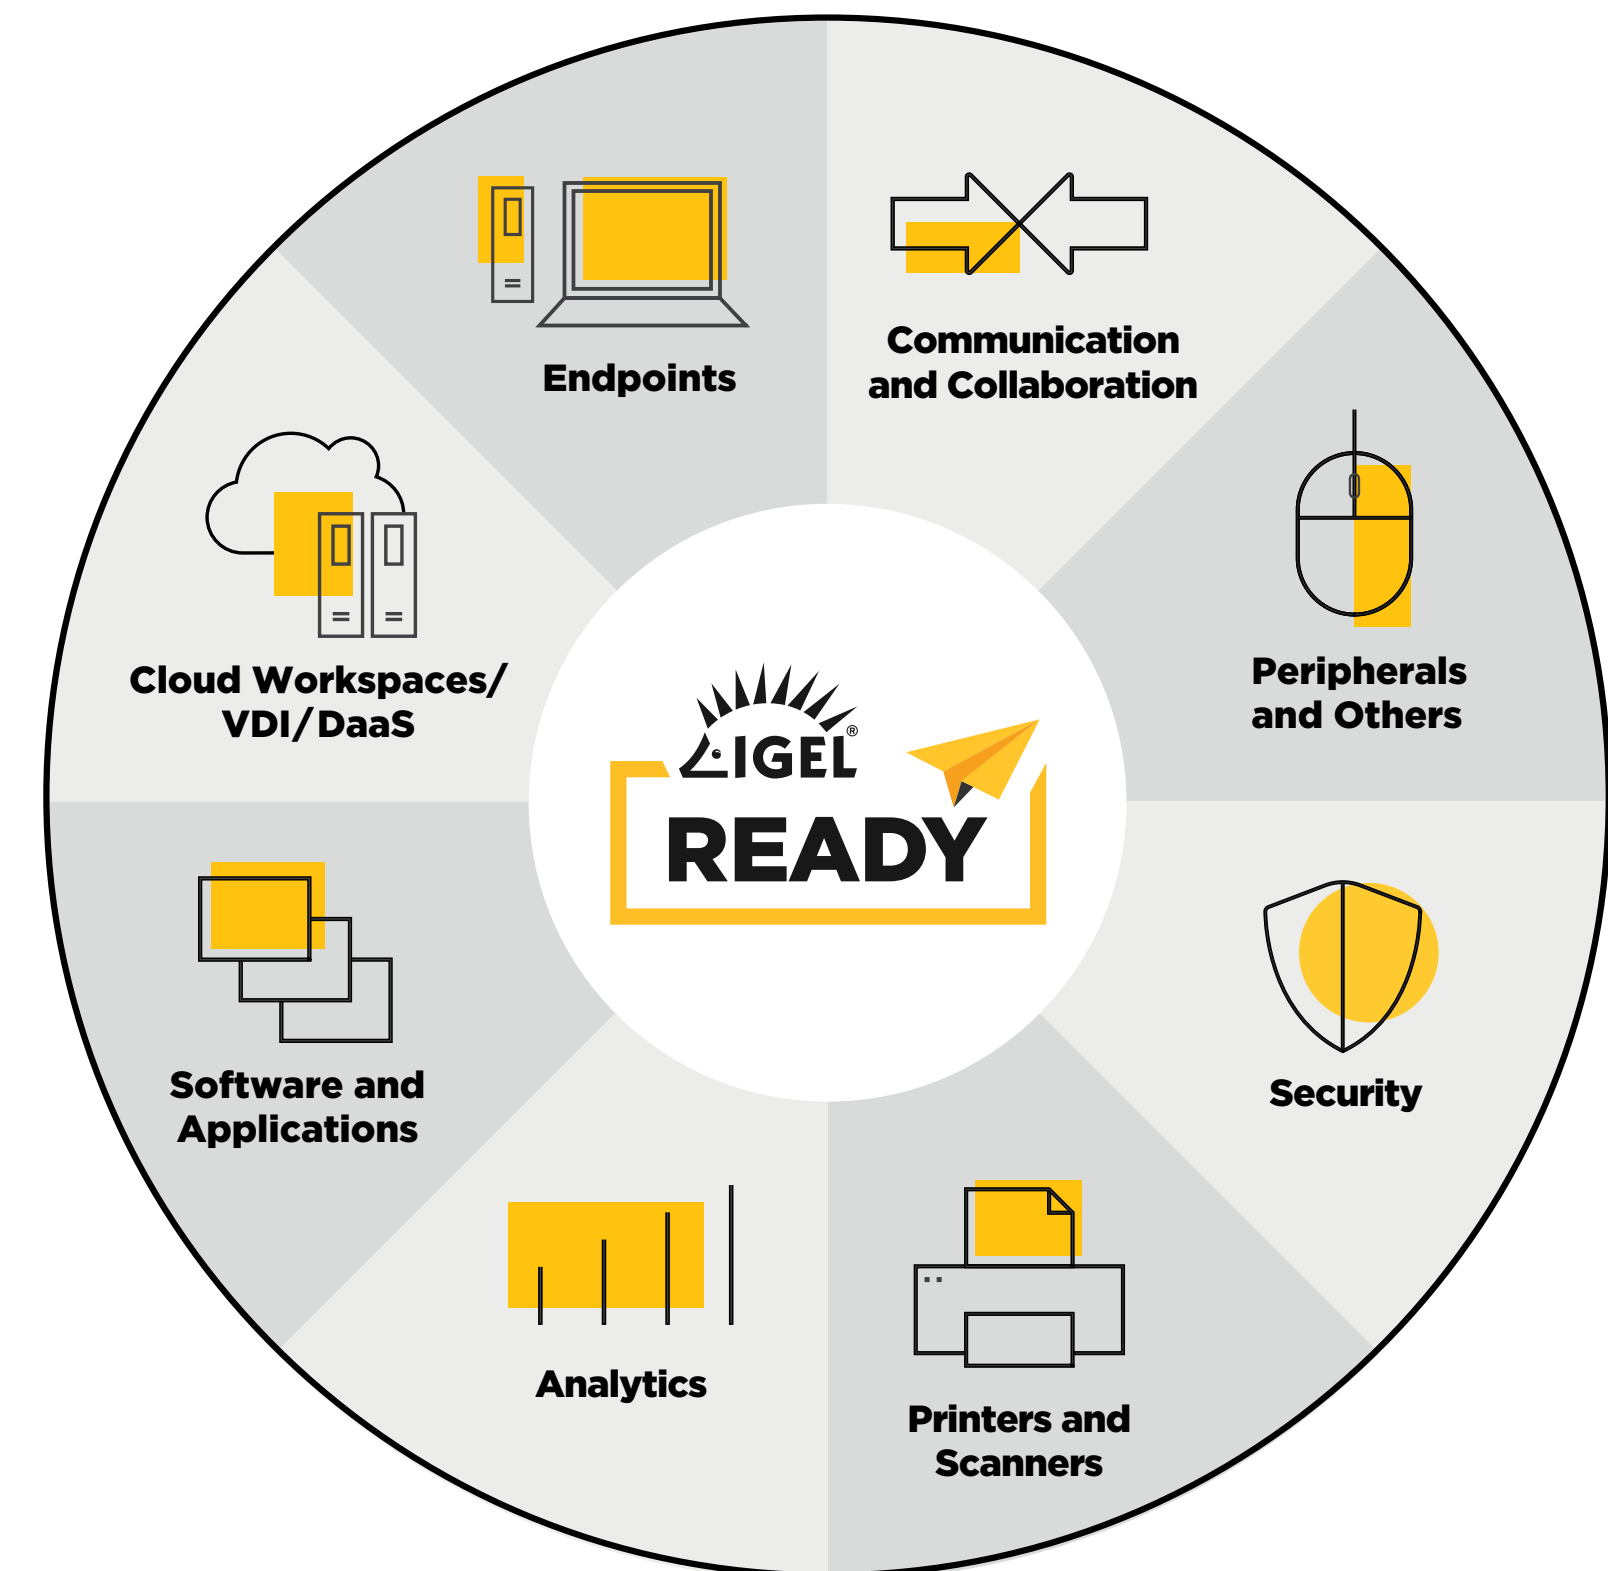 Endpoints
Communication
and Collaboration
Cloud Workspaces/
VDI/DaaS
Peripherals
and Others
IGEL®
READY
Software and
Applications
Security
Analytics
Printers and
Scanners